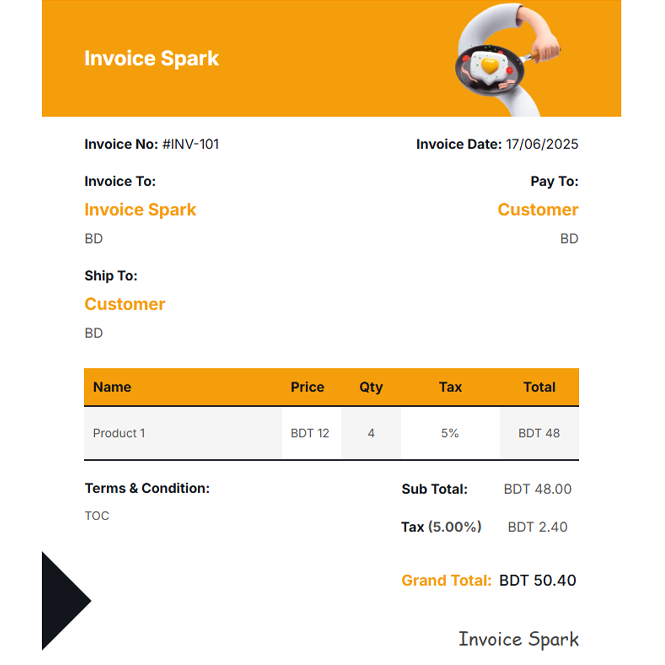 Invoice Spark
Invoice No: #INV-101 Invoice Date: 17/06/2025
Invoice To: Pay To:
Invoice Spark Customer
BD BD
Ship To:
Customer
BD
Name Price Qty Tax Total
Product 1 BDT 12 4 5% BDT 48
Terms & Condition: Sub Total: BDT 48.00
TOC
Tax (5.00%) BDT 2.40
Grand Total: BDT 50.40
Invoice Spark